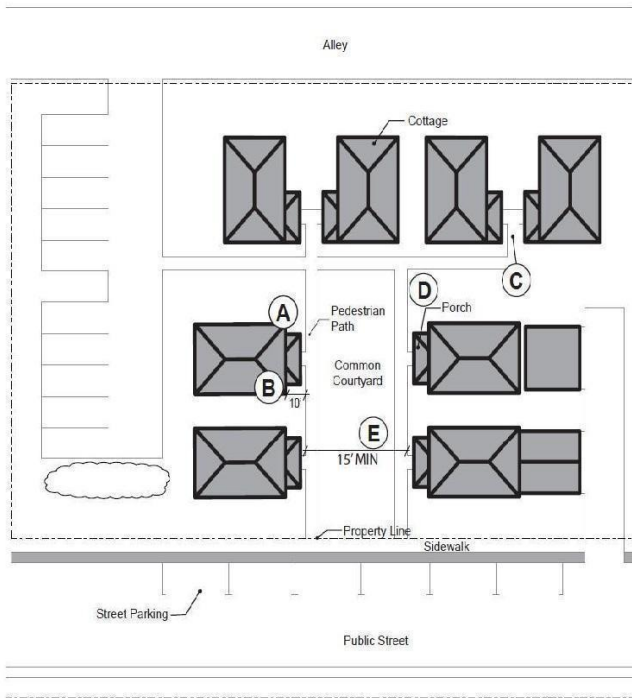 Alley
Cottage
C
D
A
Porch
Pedestrian
Path
Common
Courtyard
B
10'
E
15' MIN
Property Line
Sidewalk
Street Parking
Public Street